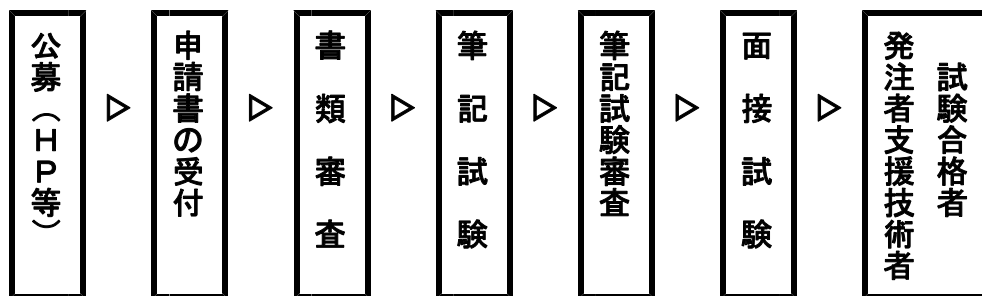 公募（ＨＰ等）
申請書の受付
書類審査
筆記試験
筆記試験審査
面接試験
試験合格者
発注者支援技術者